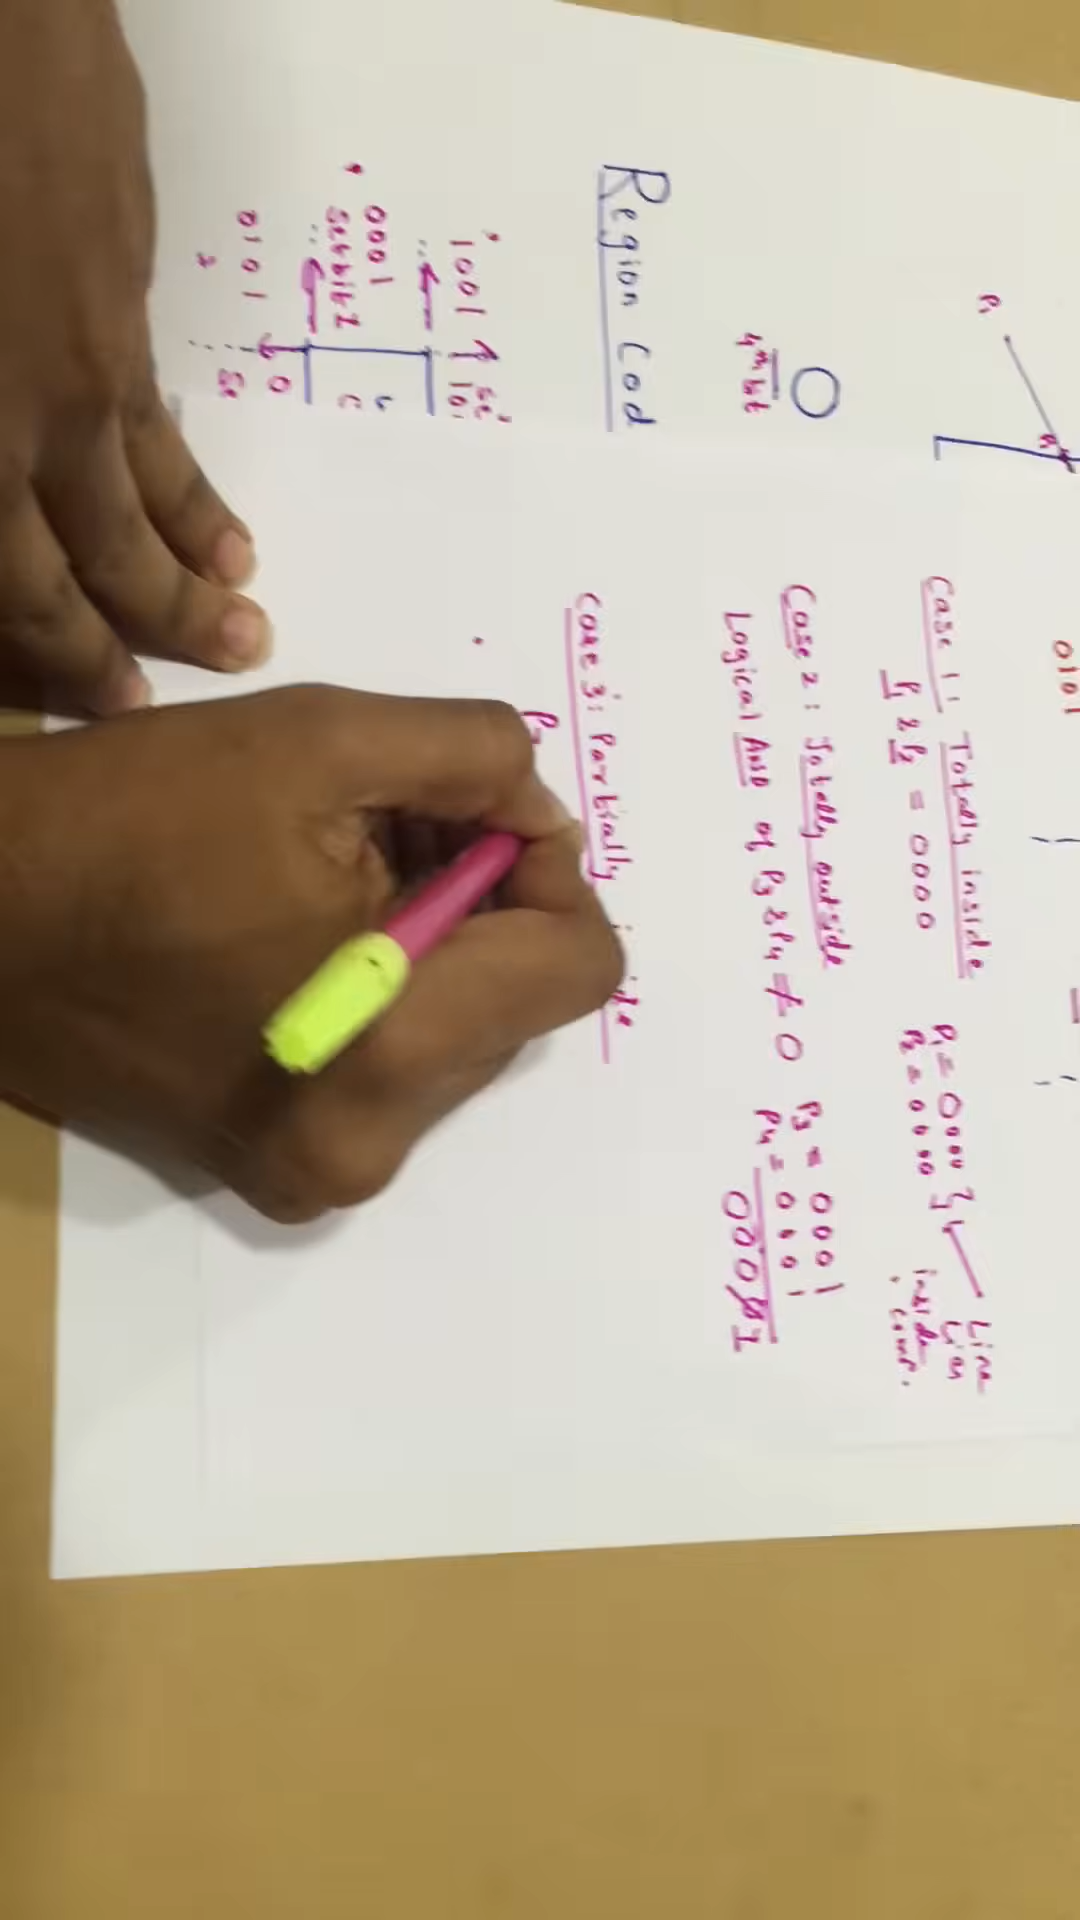 P1
4th bit
Region Cod
1001
0001
Set bit 1
0101
0101
Case 1: Totally inside
P1 & P2 = 0000
P1 = 0000
P2 = 0000
Line
Lies
inside
Case 2: Totally outside
Logical AND of P3 & P4 ≠ 0
P3 = 0001
P4 = 0001
0001
Case 3: Partially